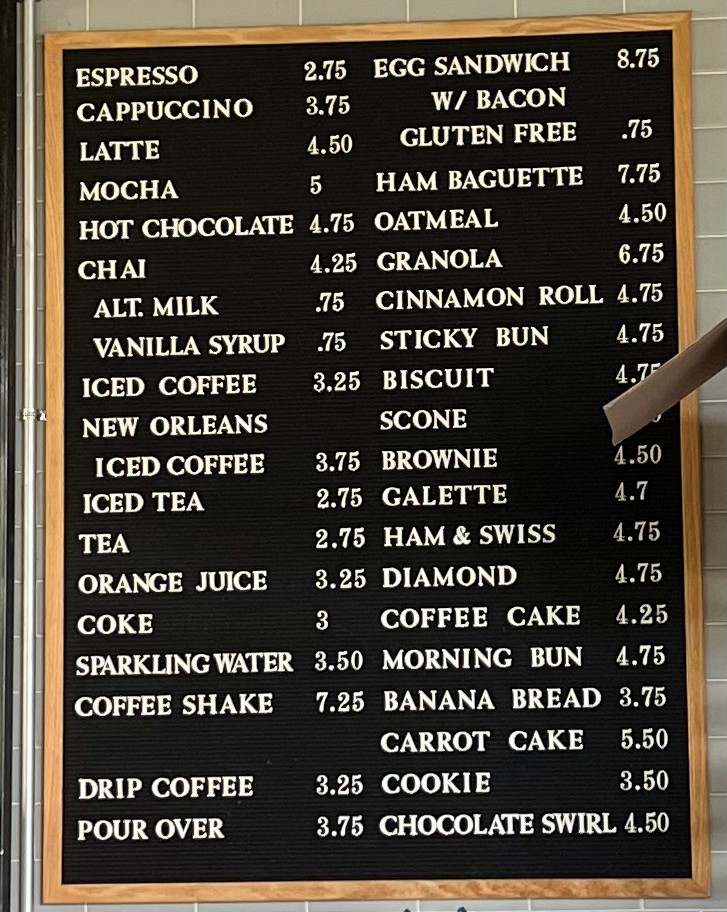 ESPRESSO 2.75
CAPPUCCINO 3.75
LATTE 4.50
MOCHA 5
HOT CHOCOLATE 4.75
CHAI 4.25
ALT. MILK .75
VANILLA SYRUP .75
ICED COFFEE 3.25
NEW ORLEANS
ICED COFFEE 3.75
ICED TEA 2.75
TEA 2.75
ORANGE JUICE 3.25
COKE 3
SPARKLING WATER 3.50
COFFEE SHAKE 7.25
DRIP COFFEE 3.25
POUR OVER 3.75
EGG SANDWICH 8.75
W/ BACON
GLUTEN FREE .75
HAM BAGUETTE 7.75
OATMEAL 4.50
GRANOLA 6.75
CINNAMON ROLL 4.75
STICKY BUN 4.75
BISCUIT 4.75
SCONE
BROWNIE 4.50
GALETTE 4.7
HAM & SWISS 4.75
DIAMOND 4.75
COFFEE CAKE 4.25
MORNING BUN 4.75
BANANA BREAD 3.75
CARROT CAKE 5.50
COOKIE 3.50
CHOCOLATE SWIRL 4.50